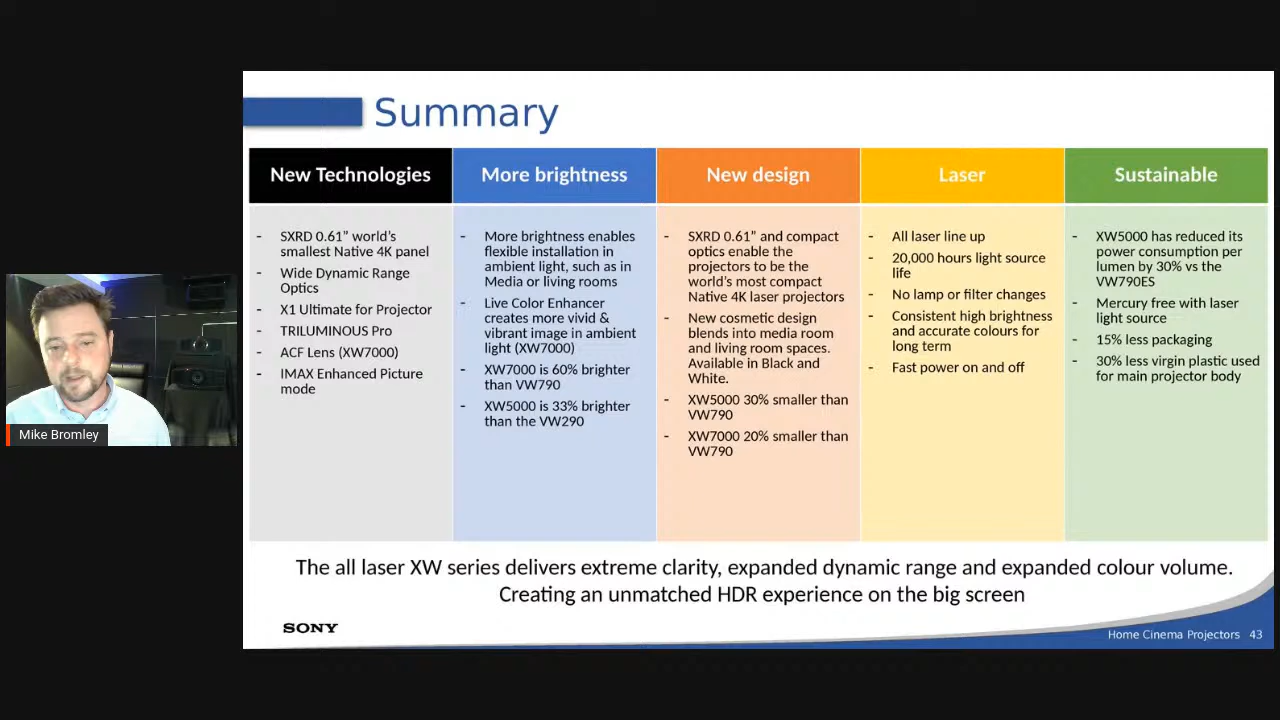 Summary
New Technologies
More brightness
New design
Laser
Sustainable
- SXRD 0.61” world’s
smallest Native 4K panel
- Wide Dynamic Range
Optics
- X1 Ultimate for Projector
- TRILUMINOUS Pro
- ACF Lens (XW7000)
- IMAX Enhanced Picture
mode
- More brightness enables
flexible installation in
ambient light, such as in
Media or living rooms
- Live Color Enhancer
creates more vivid &
vibrant image in ambient
light (XW7000)
- XW7000 is 60% brighter
than VW790
- XW5000 is 33% brighter
than the VW290
- SXRD 0.61” and compact
optics enable the
projectors to be the
world’s most compact
Native 4K laser projectors
- New cosmetic design
blends into media room
and living room spaces.
Available in Black and
White.
- XW5000 30% smaller than
VW790
- XW7000 20% smaller than
VW790
- All laser line up
- 20,000 hours light source
life
- No lamp or filter changes
- Consistent high brightness
and accurate colours for
long term
- Fast power on and off
- XW5000 has reduced its
power consumption per
lumen by 30% vs the
VW790ES
- Mercury free with laser
light source
- 15% less packaging
- 30% less virgin plastic used
for main projector body
Mike Bromley
The all laser XW series delivers extreme clarity, expanded dynamic range and expanded colour volume.
Creating an unmatched HDR experience on the big screen
SONY
Home Cinema Projectors 43